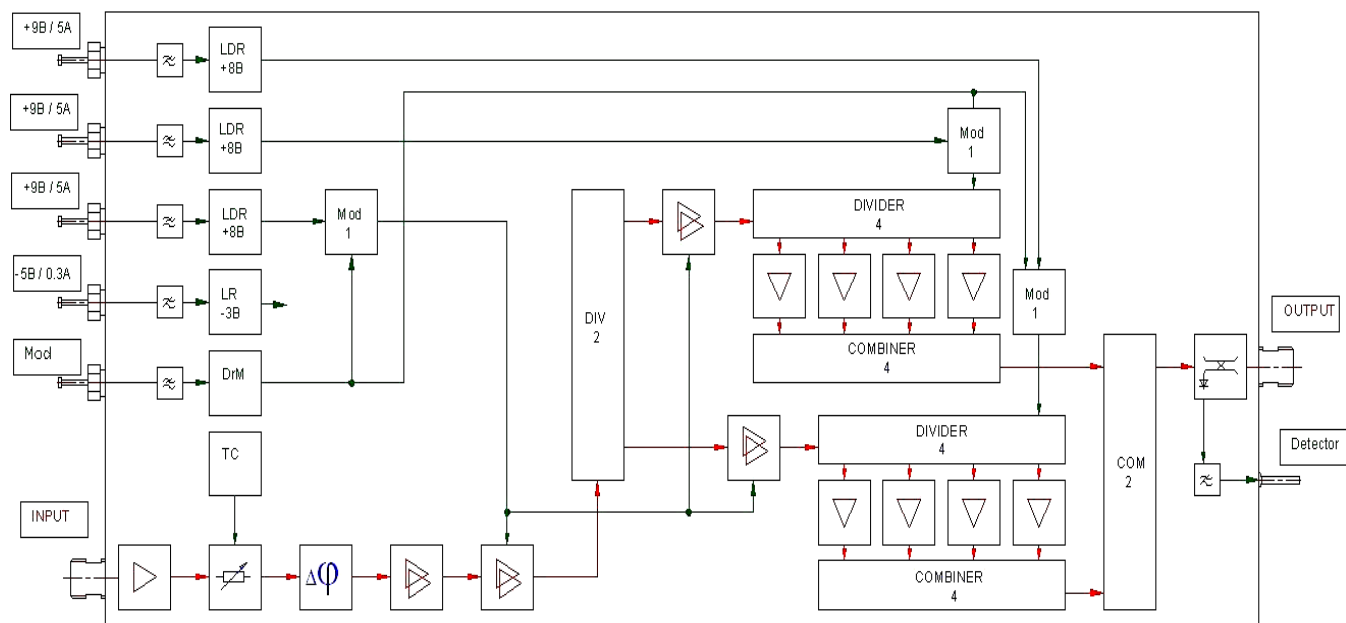 +9B / 5A
LDR
+8B
+9B / 5A
LDR
+8B
Mod
1
+9B / 5A
LDR
+8B
Mod
1
DIVIDER
4
-5B / 0.3A
LR
-3B
Mod
1
OUTPUT
DIV
2
Mod
DrM
COMBINER
4
TC
DIVIDER
4
Detector
COM
2
INPUT
Δφ
COMBINER
4